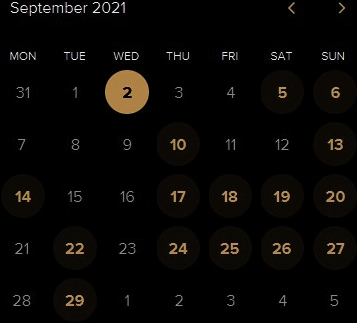 September 2021
MON TUE WED THU FRI SAT SUN
31 1 2 3 4 5 6
7 8 9 10 11 12 13
14 15 16 17 18 19 20
21 22 23 24 25 26 27
28 29 1 2 3 4 5